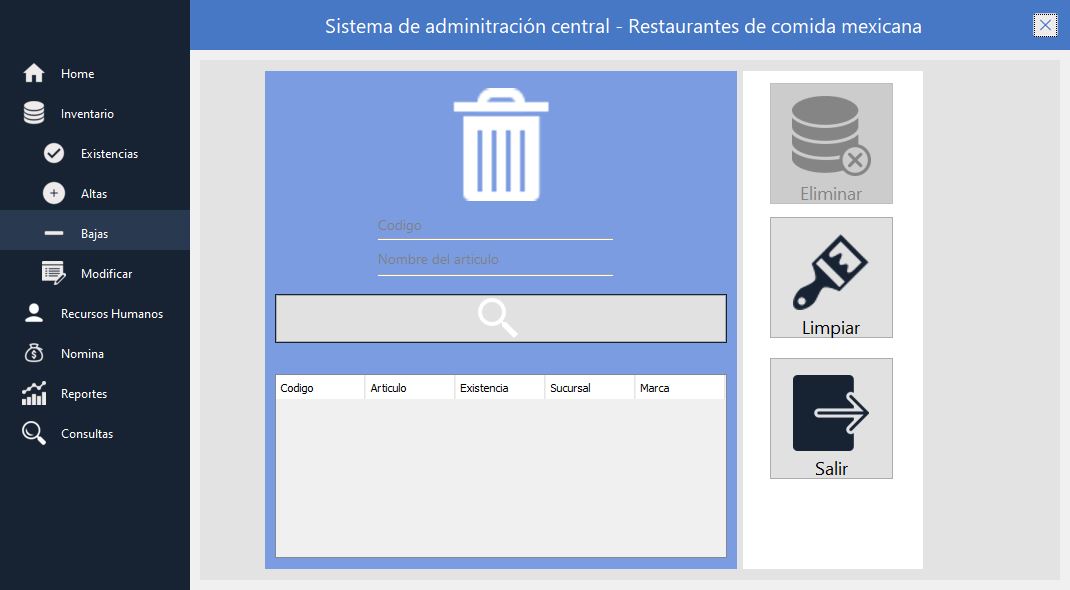 Sistema de adminitración central - Restaurantes de comida mexicana
Home
Inventario
Existencias
Altas
Bajas
Modificar
Recursos Humanos
Nomina
Reportes
Consultas
Codigo
Nombre del articulo
Codigo Articulo Existencia Sucursal Marca
Eliminar
Limpiar
Salir